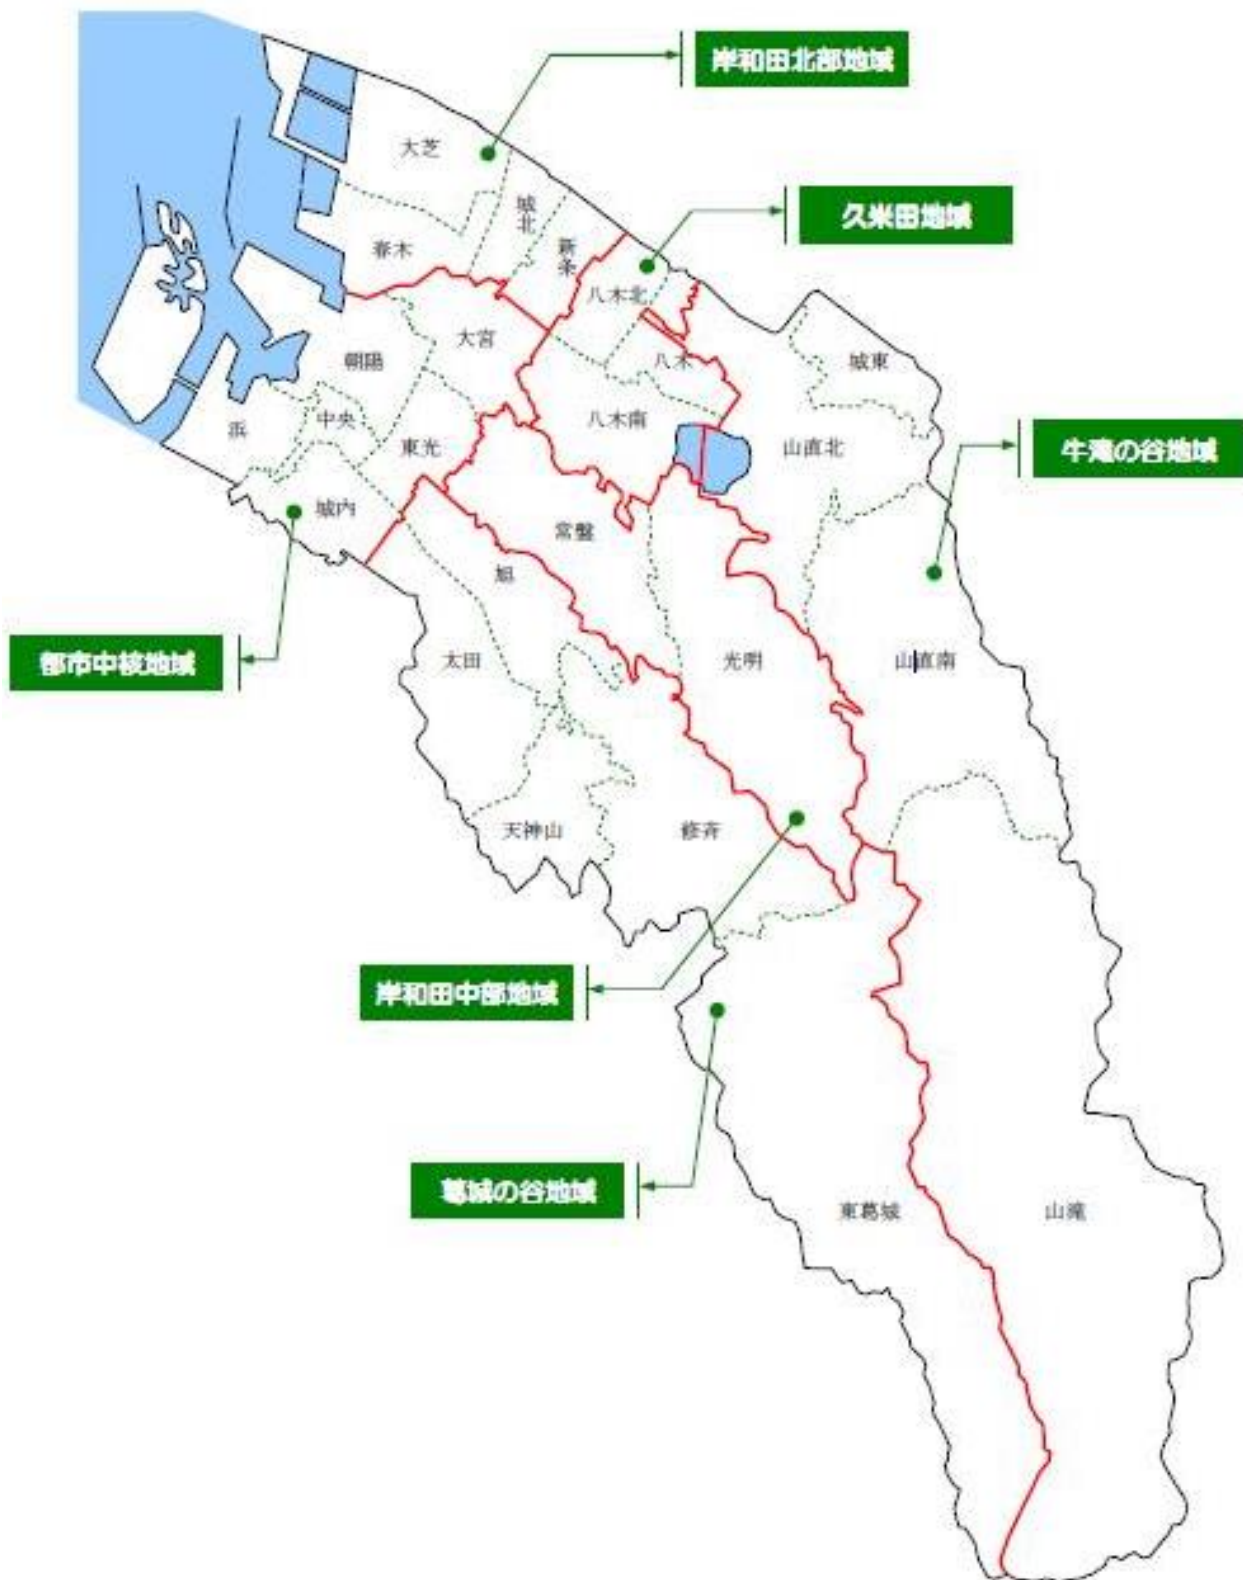 岸和田北部地域
大芝
久米田地域
城北
春木
新条
八木北
大宮
朝陽
八木
城東
浜
中央
東光
八木南
山直北
牛滝の谷地域
城内
常盤
旭
都市中核地域
太田
光明
山直南
天神山
修斉
岸和田中部地域
葛城の谷地域
東葛城
山滝